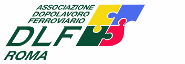 ASSOCIAZIONE
DOPOLAVORO
FERROVIARIO
DLF
ROMA